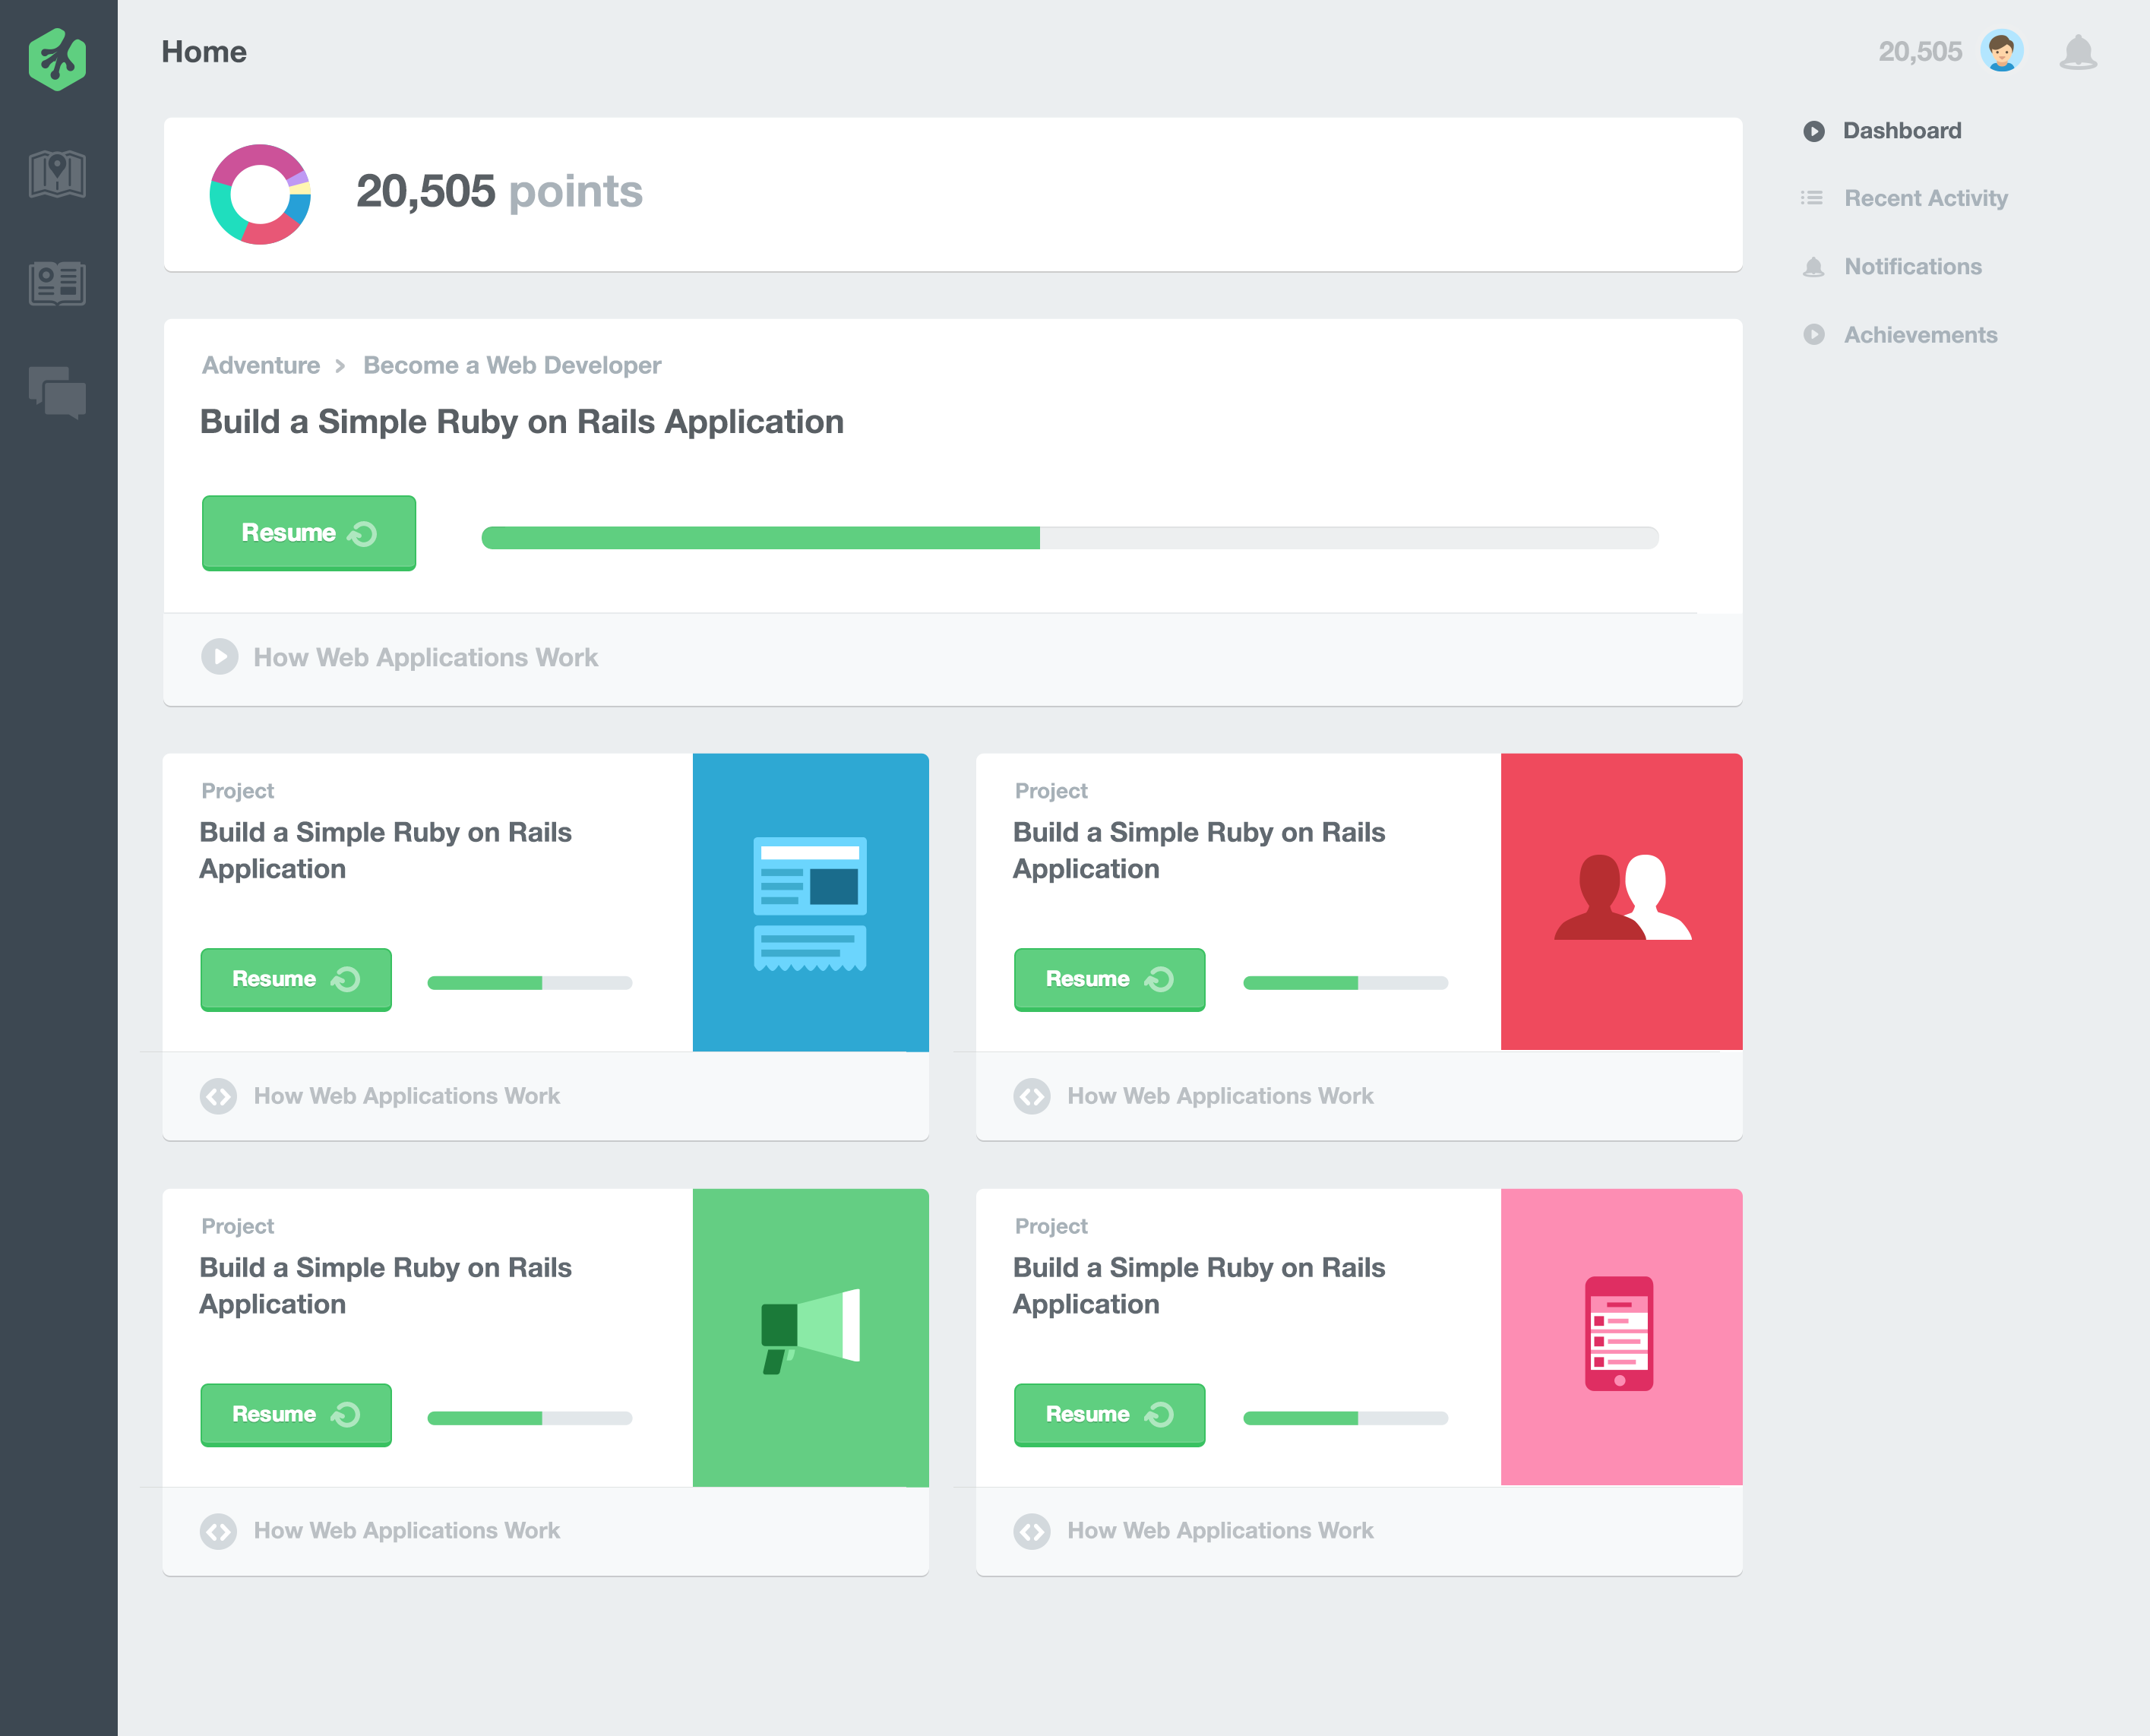 Home
20,505
20,505 points
Dashboard
Recent Activity
Notifications
Achievements
Adventure > Become a Web Developer
Build a Simple Ruby on Rails Application
Resume
How Web Applications Work
Project
Build a Simple Ruby on Rails
Application
Resume
How Web Applications Work
Project
Build a Simple Ruby on Rails
Application
Resume
How Web Applications Work
Project
Build a Simple Ruby on Rails
Application
Resume
How Web Applications Work
Project
Build a Simple Ruby on Rails
Application
Resume
How Web Applications Work